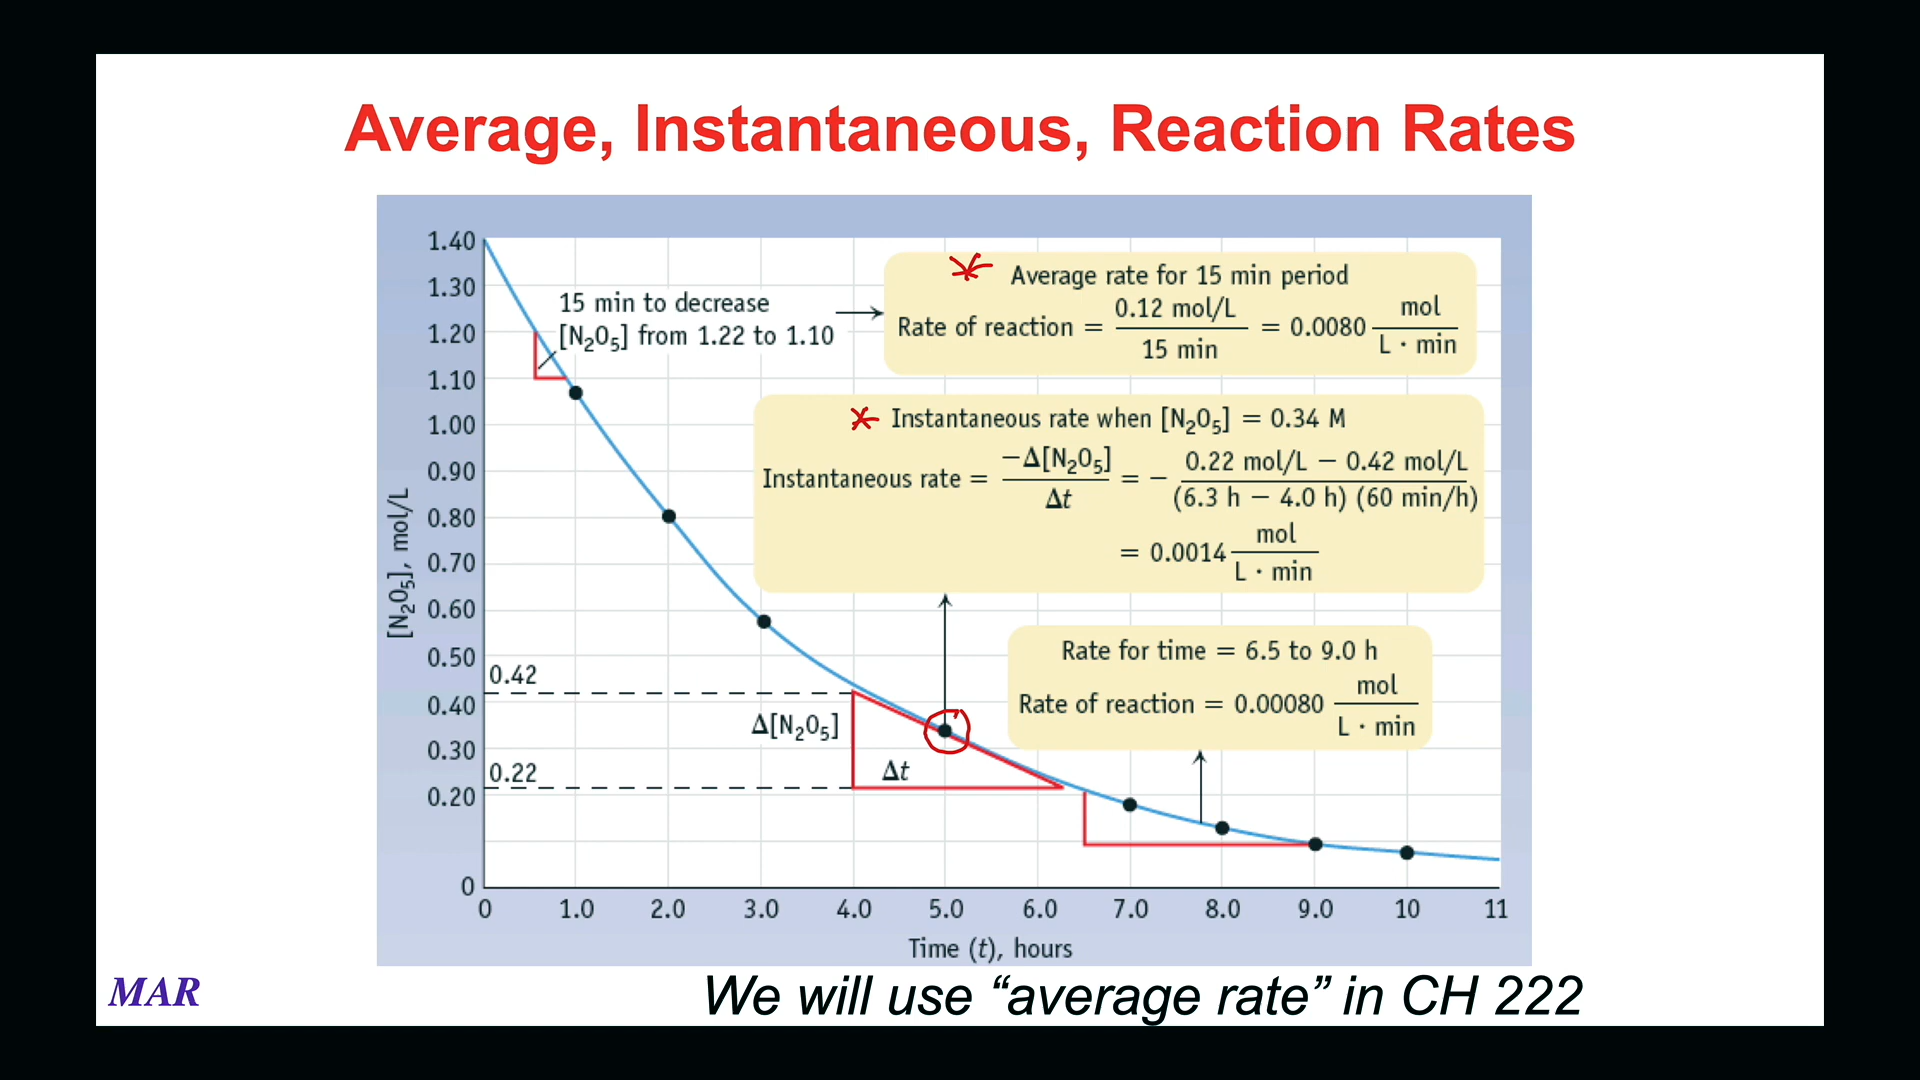 Average, Instantaneous, Reaction Rates
1.40
1.30
1.20
1.10
1.00
0.90
0.80
0.70
0.60
0.50
0.40
0.30
0.20
0
[N₂O₅], mol/L
15 min to decrease
[N₂O₅] from 1.22 to 1.10
Average rate for 15 min period
Rate of reaction = 0.12 mol/L / 15 min = 0.0080 mol / L · min
Instantaneous rate when [N₂O₅] = 0.34 M
Instantaneous rate = −Δ[N₂O₅] / Δt = − 0.22 mol/L − 0.42 mol/L / (6.3 h − 4.0 h) (60 min/h)
= 0.0014 mol / L · min
Rate for time = 6.5 to 9.0 h
Rate of reaction = 0.00080 mol / L · min
0.42
Δ[N₂O₅]
Δt
0.22
0 1.0 2.0 3.0 4.0 5.0 6.0 7.0 8.0 9.0 10 11
Time (t), hours
MAR
We will use “average rate” in CH 222